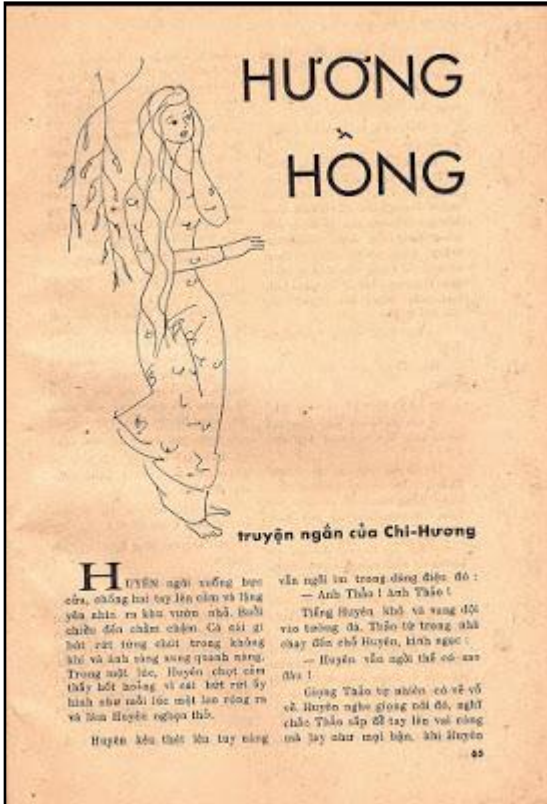 HƯƠNG
HỒNG
truyện ngắn của Chi-Hương
HUYỀN ngồi xuống bực
cửa, chống hai tay lên cằm và lặng
yên nhìn ra khu vườn nhỏ. Buổi
chiều đến chầm chậm. Có cái gì
hút rút từng chút trong không
khí và ánh sáng xung quanh nàng.
Trong một lúc, Huyền chợt cảm
thấy hốt hoảng vì cái hút rút ấy
hình như mỗi lúc một lan rộng ra
và làm Huyền nghẹn thở.
Huyền kêu thét lên tuy nàng
vẫn ngồi im trong dáng điệu đó :
— Anh Thảo ! Anh Thảo !
Tiếng Huyền khô và vang dội
vào tường đá. Thảo từ trong nhà
chạy đến chỗ Huyền, kinh ngạc :
— Huyền vẫn ngồi thế có sao
đâu !
Giọng Thảo tự nhiên có vẻ vỗ
về. Huyền nghe giọng nói đó, nghĩ
chắc Thảo sắp để tay lên vai nàng
mà lay như mọi bận, khi Huyền
65